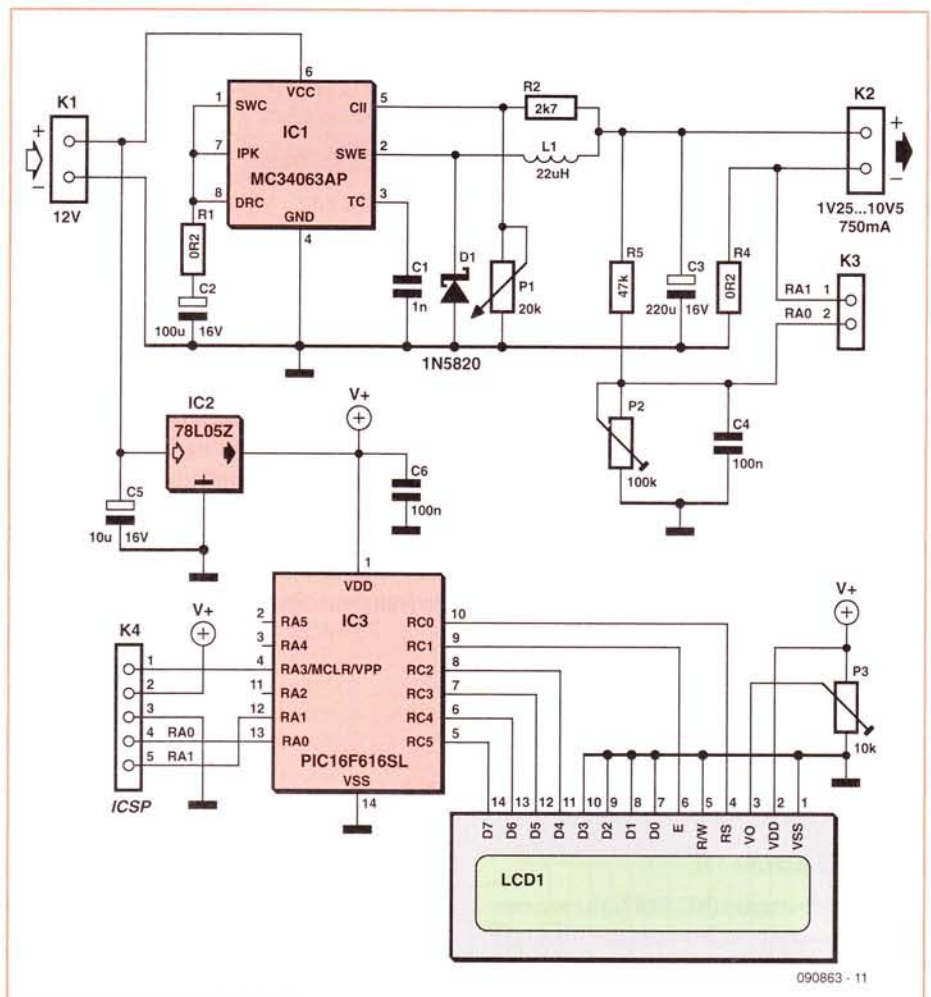 K1
+
−
12V
1
SWC
7
IPK
8
DRC
6
VCC
IC1
MC34063AP
GND
4
CII
5
SWE
2
TC
3
R1
0R2
C2
100u 16V
C1
1n
D1
1N5820
P1
20k
R2
2k7
L1
22uH
R5
47k
C3
220u 16V
R4
0R2
K2
+
−
1V25...10V5
750mA
K3
RA1 1
RA0 2
P2
100k
C4
100n
IC2
78L05Z
C5
10u 16V
V+
C6
100n
K4
1
2
3
4 RA0
5 RA1
ICSP
V+
1
VDD
IC3
2 RA5
3 RA4
4 RA3/MCLR/VPP
11 RA2
12 RA1
13 RA0
RC0 10
RC1 9
RC2 8
RC3 7
RC4 6
RC5 5
PIC16F616SL
VSS
14
V+
P3
10k
14 13 12 11 10 9 8 7 6 5 4 3 2 1
D7 D6 D5 D4 D3 D2 D1 D0 E R/W RS VO VDD VSS
LCD1
090863 - 11